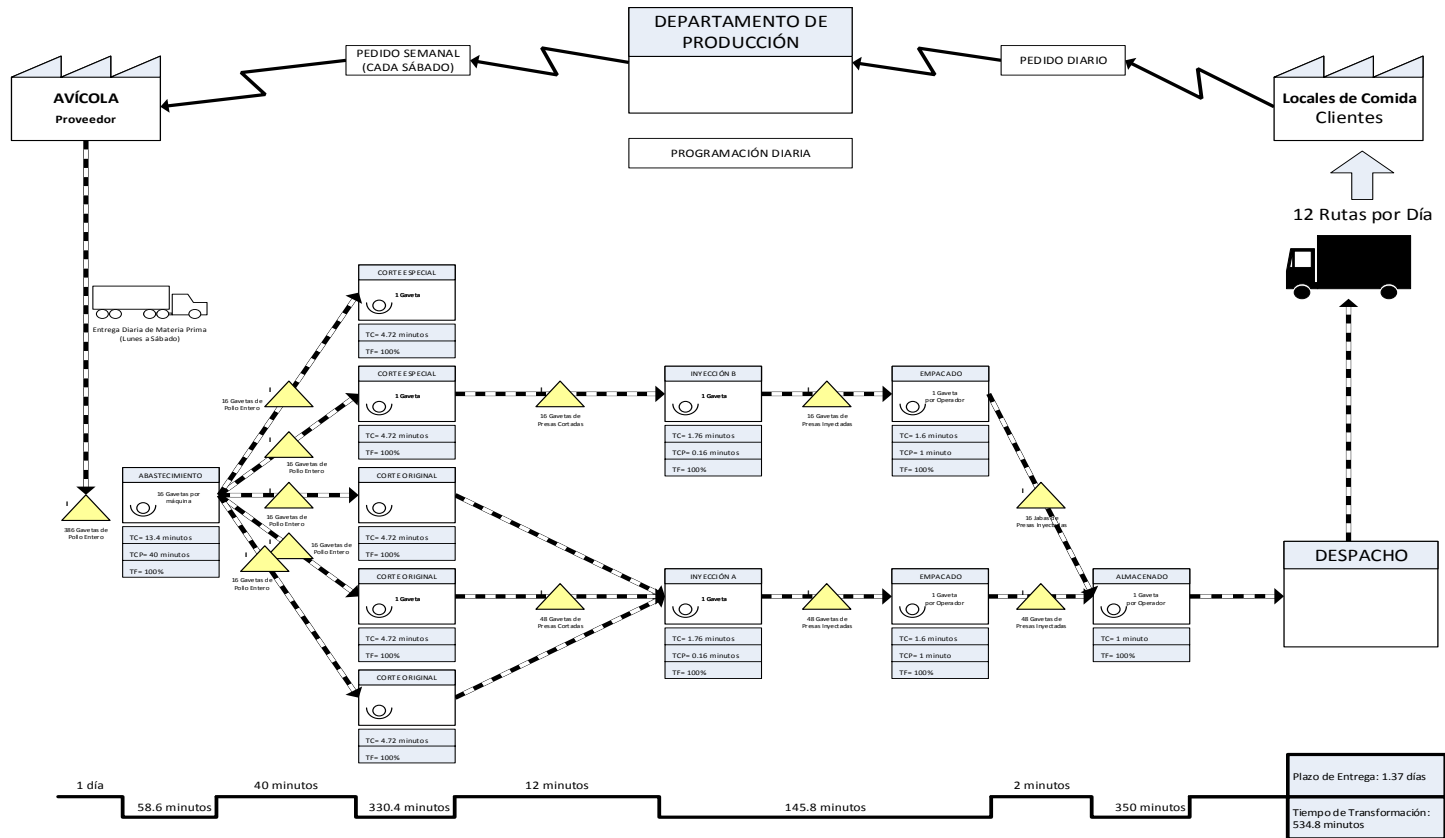 DEPARTAMENTO DE
PRODUCCIÓN
PEDIDO SEMANAL
(CADA SÁBADO)
PEDIDO DIARIO
AVÍCOLA
Proveedor
Locales de Comida
Clientes
PROGRAMACIÓN DIARIA
12 Rutas por Día
Entrega Diaria de Materia Prima
(Lunes a Sábado)
CORTE ESPECIAL
1 Gaveta
TC= 4.72 minutos
TF= 100%
16 Gavetas de
Pollo Entero
CORTE ESPECIAL
1 Gaveta
TC= 4.72 minutos
TF= 100%
I
16 Gavetas de
Presas Cortadas
INYECCIÓN B
1 Gaveta
TC= 1.76 minutos
TCP= 0.16 minutos
TF= 100%
I
16 Gavetas de
Presas Inyectadas
EMPACADO
1 Gaveta
por Operador
TC= 1.6 minutos
TCP= 1 minuto
TF= 100%
I
16 Gavetas de
Pollo Entero
I
386 Gavetas de
Pollo Entero
ABASTECIMIENTO
16 Gavetas por
máquina
TC= 13.4 minutos
TCP= 40 minutos
TF= 100%
I
16 Gavetas de
Pollo Entero
CORTE ORIGINAL
TC= 4.72 minutos
TF= 100%
I
16 Jabas de
Presas Inyectadas
I
16 Gavetas de
Pollo Entero
I
16 Gavetas de
Pollo Entero
CORTE ORIGINAL
1 Gaveta
TC= 4.72 minutos
TF= 100%
I
48 Gavetas de
Presas Cortadas
INYECCIÓN A
1 Gaveta
TC= 1.76 minutos
TCP= 0.16 minutos
TF= 100%
I
48 Gavetas de
Presas Inyectadas
EMPACADO
1 Gaveta
por Operador
TC= 1.6 minutos
TCP= 1 minuto
TF= 100%
I
48 Gavetas de
Presas Inyectadas
ALMACENADO
1 Gaveta
por Operador
TC= 1 minuto
TF= 100%
DESPACHO
CORTE ORIGINAL
TC= 4.72 minutos
TF= 100%
1 día
58.6 minutos
40 minutos
330.4 minutos
12 minutos
145.8 minutos
2 minutos
350 minutos
Plazo de Entrega: 1.37 días
Tiempo de Transformación:
534.8 minutos